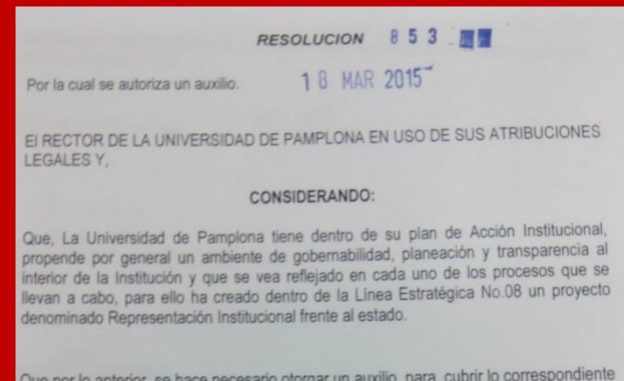 RESOLUCION 8 5 3
Por la cual se autoriza un auxilio. 1 8 MAR 2015
El RECTOR DE LA UNIVERSIDAD DE PAMPLONA EN USO DE SUS ATRIBUCIONES
LEGALES Y,
CONSIDERANDO:
Que, La Universidad de Pamplona tiene dentro de su plan de Acción Institucional,
propende por general un ambiente de gobernabilidad, planeación y transparencia al
interior de la Institución y que se vea reflejado en cada uno de los procesos que se
llevan a cabo, para ello ha creado dentro de la Línea Estratégica No.08 un proyecto
denominado Representación Institucional frente al estado.
Que por lo anterior, se hace necesario otorgar un auxilio para cubrir lo correspondiente